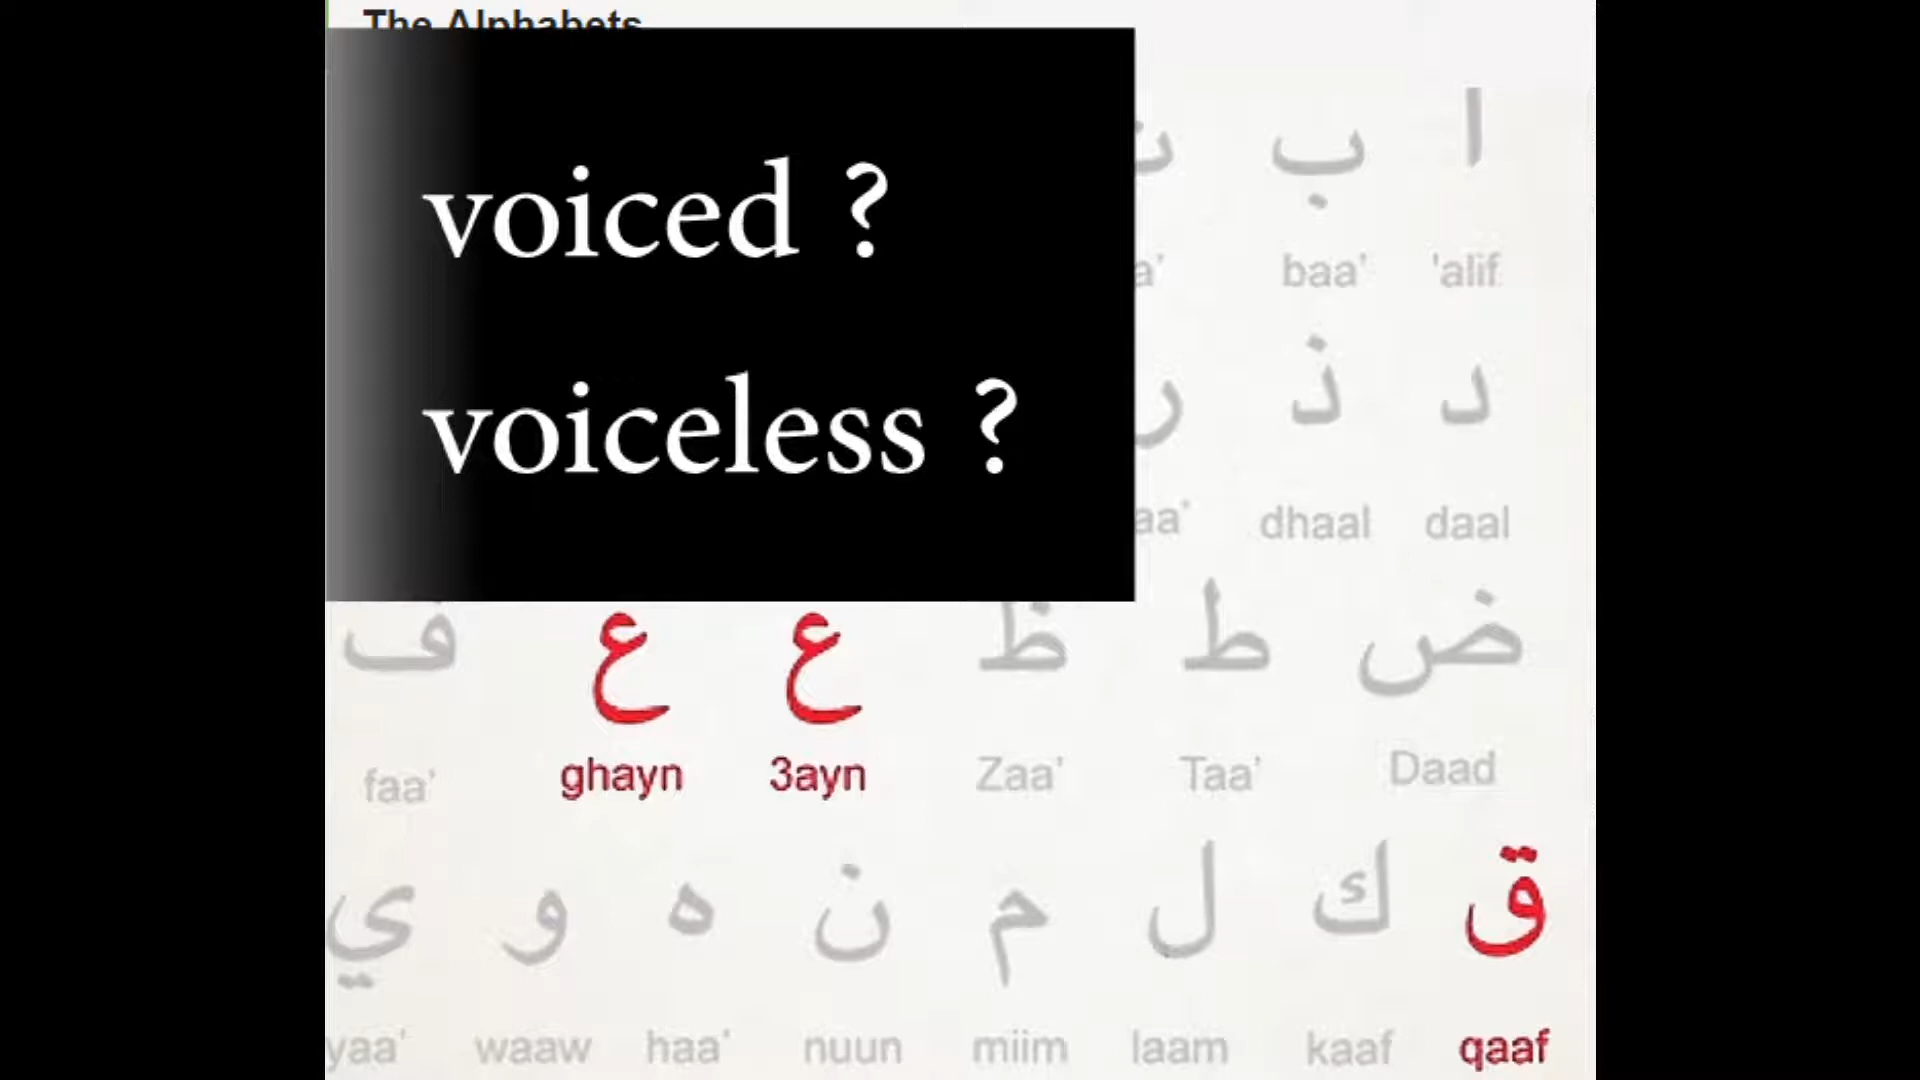 The Alphabets
voiced ?
voiceless ?
ب ا
baa' 'alif
ر ذ د
dhaal daal
ف ع ع ظ ط ض
faa' ghayn 3ayn Zaa' Taa' Daad
ي و ه ن م ل ك ق
yaa' waaw haa' nuun miim laam kaaf qaaf